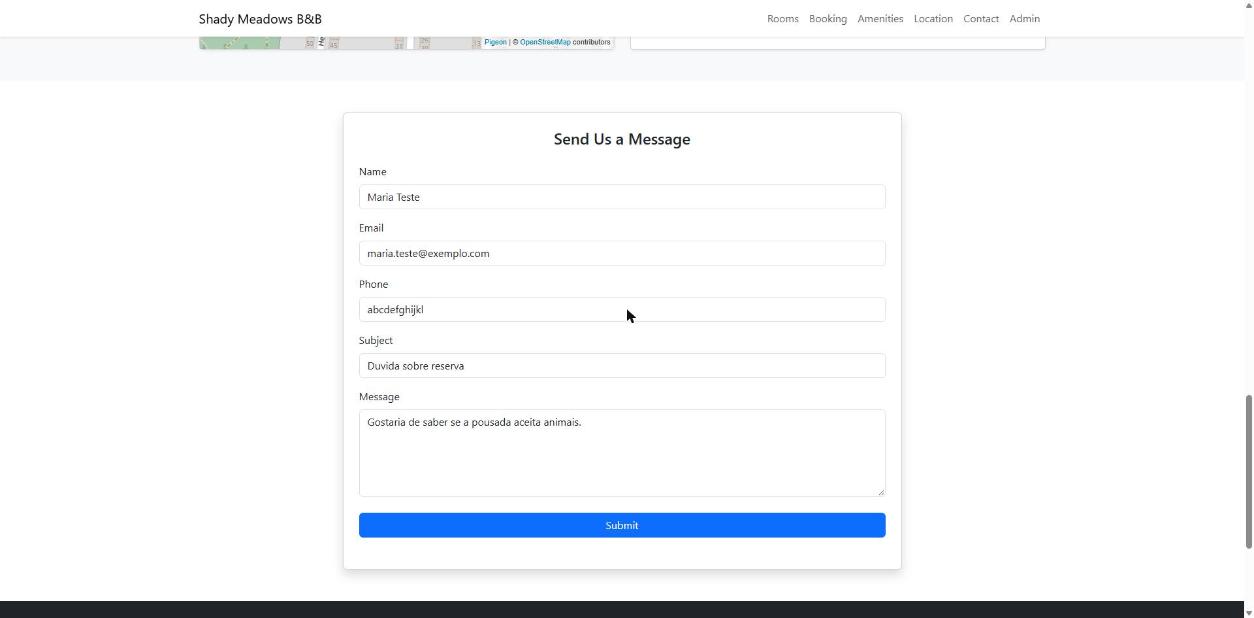 Shady Meadows B&B
Rooms Booking Amenities Location Contact Admin
Pigeon | © OpenStreetMap contributors
Send Us a Message
Name
Maria Teste
Email
maria.teste@exemplo.com
Phone
abcdefghijkl
Subject
Duvida sobre reserva
Message
Gostaria de saber se a pousada aceita animais.
Submit